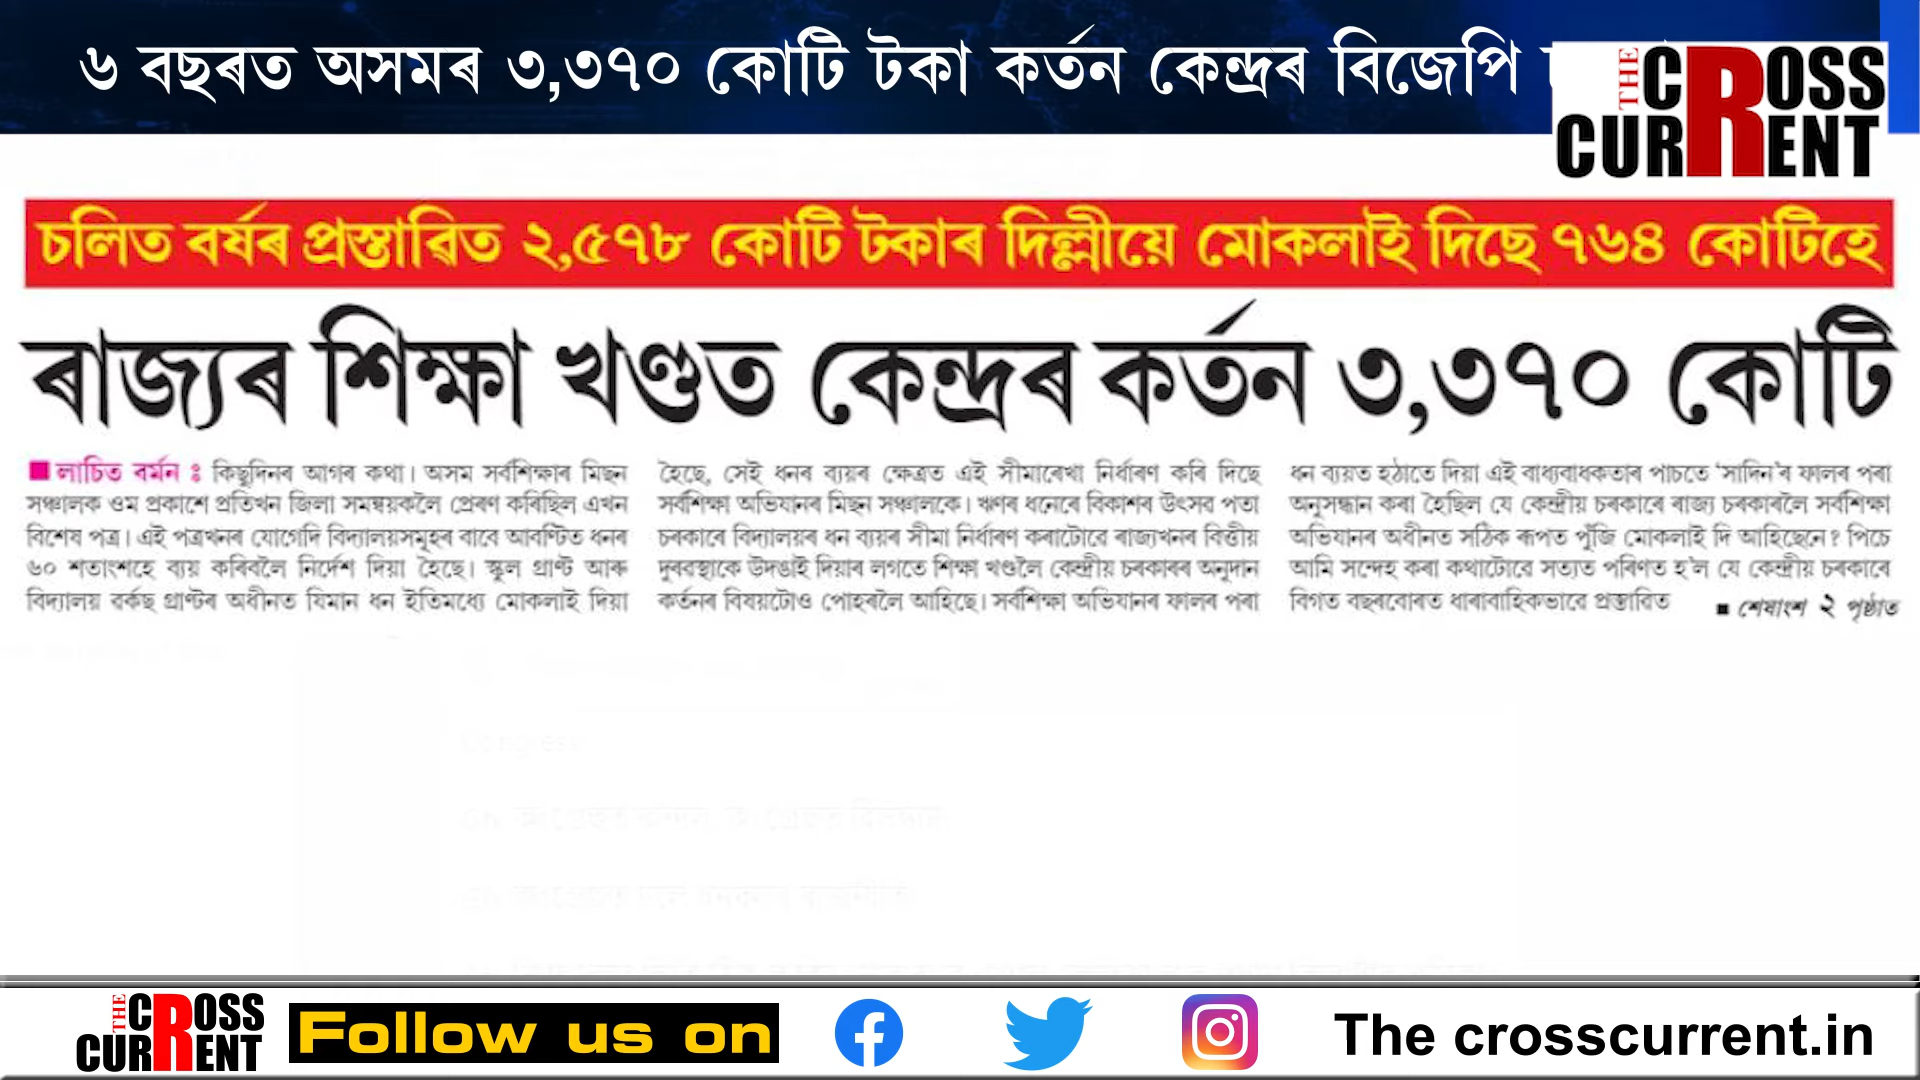 ৬ বছৰত অসমৰ ৩,৩৭০ কোটি টকা কৰ্তন কেন্দ্ৰৰ বিজেপি
THE CROSS
CURRENT
চলিত বৰ্ষৰ প্ৰস্তাৱিত ২,৫৭৮ কোটি টকাৰ দিল্লীয়ে মোকলাই দিছে ৭৬৪ কোটিহে
ৰাজ্যৰ শিক্ষা খণ্ডত কেন্দ্ৰৰ কৰ্তন ৩,৩৭০ কোটি
■ লাচিত বৰ্মন ঃ কিছুদিনৰ আগৰ কথা। অসম সৰ্বশিক্ষাৰ মিছন
সঞ্চালক ওম প্ৰকাশে প্ৰতিখন জিলা সমন্বয়কলৈ প্ৰেৰণ কৰিছিল এখন
বিশেষ পত্ৰ। এই পত্ৰখনৰ যোগেদি বিদ্যালয়সমূহৰ বাবে আবণ্টিত ধনৰ
৬০ শতাংশহে ব্যয় কৰিবলৈ নিৰ্দেশ দিয়া হৈছে। স্কুল গ্ৰাণ্ট আৰু
বিদ্যালয় ৱৰ্কছ গ্ৰাণ্টৰ অধীনত যিমান ধন ইতিমধ্যে মোকলাই দিয়া
হৈছে, সেই ধনৰ ব্যয়ৰ ক্ষেত্ৰত এই সীমাৰেখা নিৰ্ধাৰণ কৰি দিছে
সৰ্বশিক্ষা অভিযানৰ মিছন সঞ্চালকে। ঋণৰ ধনেৰে বিকাশৰ উৎসৱ পতা
চৰকাৰে বিদ্যালয়ৰ ধন ব্যয়ৰ সীমা নিৰ্ধাৰণ কৰাটোৱে ৰাজ্যখনৰ বিত্তীয়
দুৰৱস্থাকে উদঙাই দিয়াৰ লগতে শিক্ষা খণ্ডলৈ কেন্দ্ৰীয় চৰকাৰৰ অনুদান
কৰ্তনৰ বিষয়টোও পোহৰলৈ আহিছে। সৰ্বশিক্ষা অভিযানৰ ফালৰ পৰা
ধন ব্যয়ত হঠাতে দিয়া এই বাধ্যবাধকতাৰ পাচতে ‘সাদিন’ৰ ফালৰ পৰা
অনুসন্ধান কৰা হৈছিল যে কেন্দ্ৰীয় চৰকাৰে ৰাজ্য চৰকাৰলৈ সৰ্বশিক্ষা
অভিযানৰ অধীনত সঠিক ৰূপত পুঁজি মোকলাই দি আহিছেনে? পিচে
আমি সন্দেহ কৰা কথাটোৱে সত্যত পৰিণত হ’ল যে কেন্দ্ৰীয় চৰকাৰে
বিগত বছৰবোৰত ধাৰাবাহিকভাৱে প্ৰস্তাৱিত
■ শেষাংশ ২ পৃষ্ঠাত
THE CROSS
CURRENT
Follow us on
The crosscurrent.in